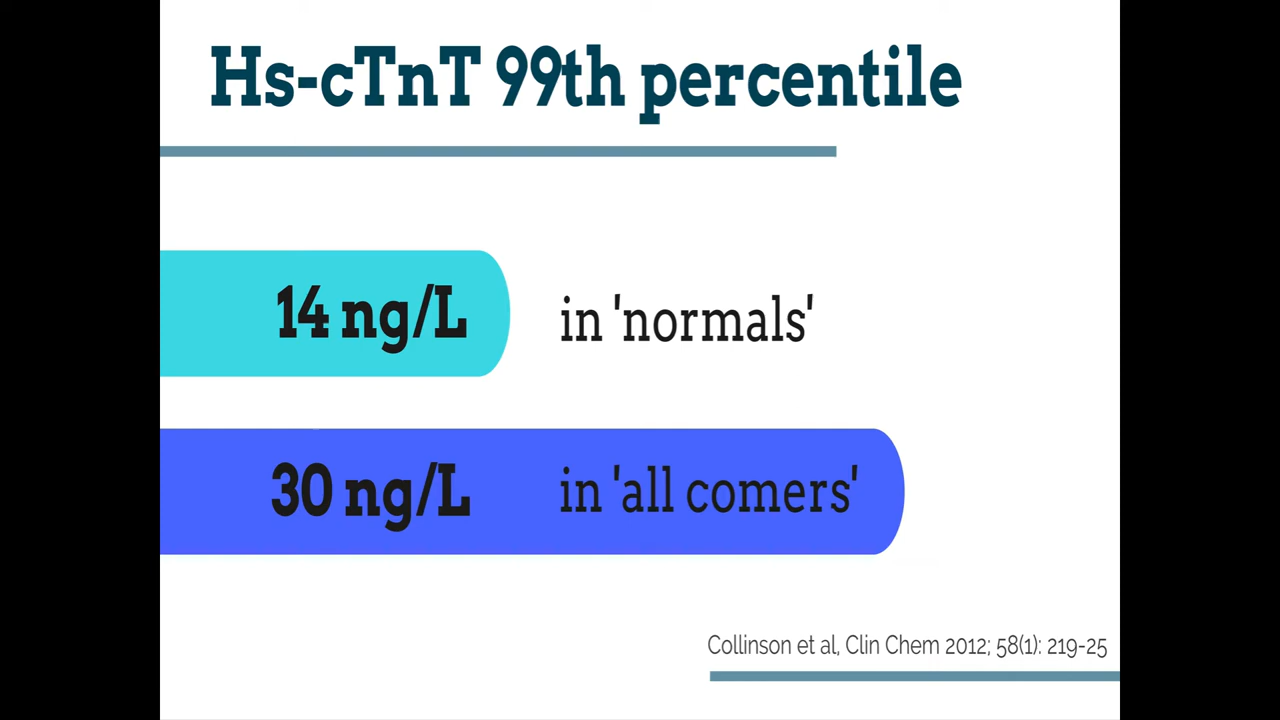 Hs-cTnT 99th percentile
14 ng/L in 'normals'
30 ng/L in 'all comers'
Collinson et al, Clin Chem 2012; 58(1): 219-25